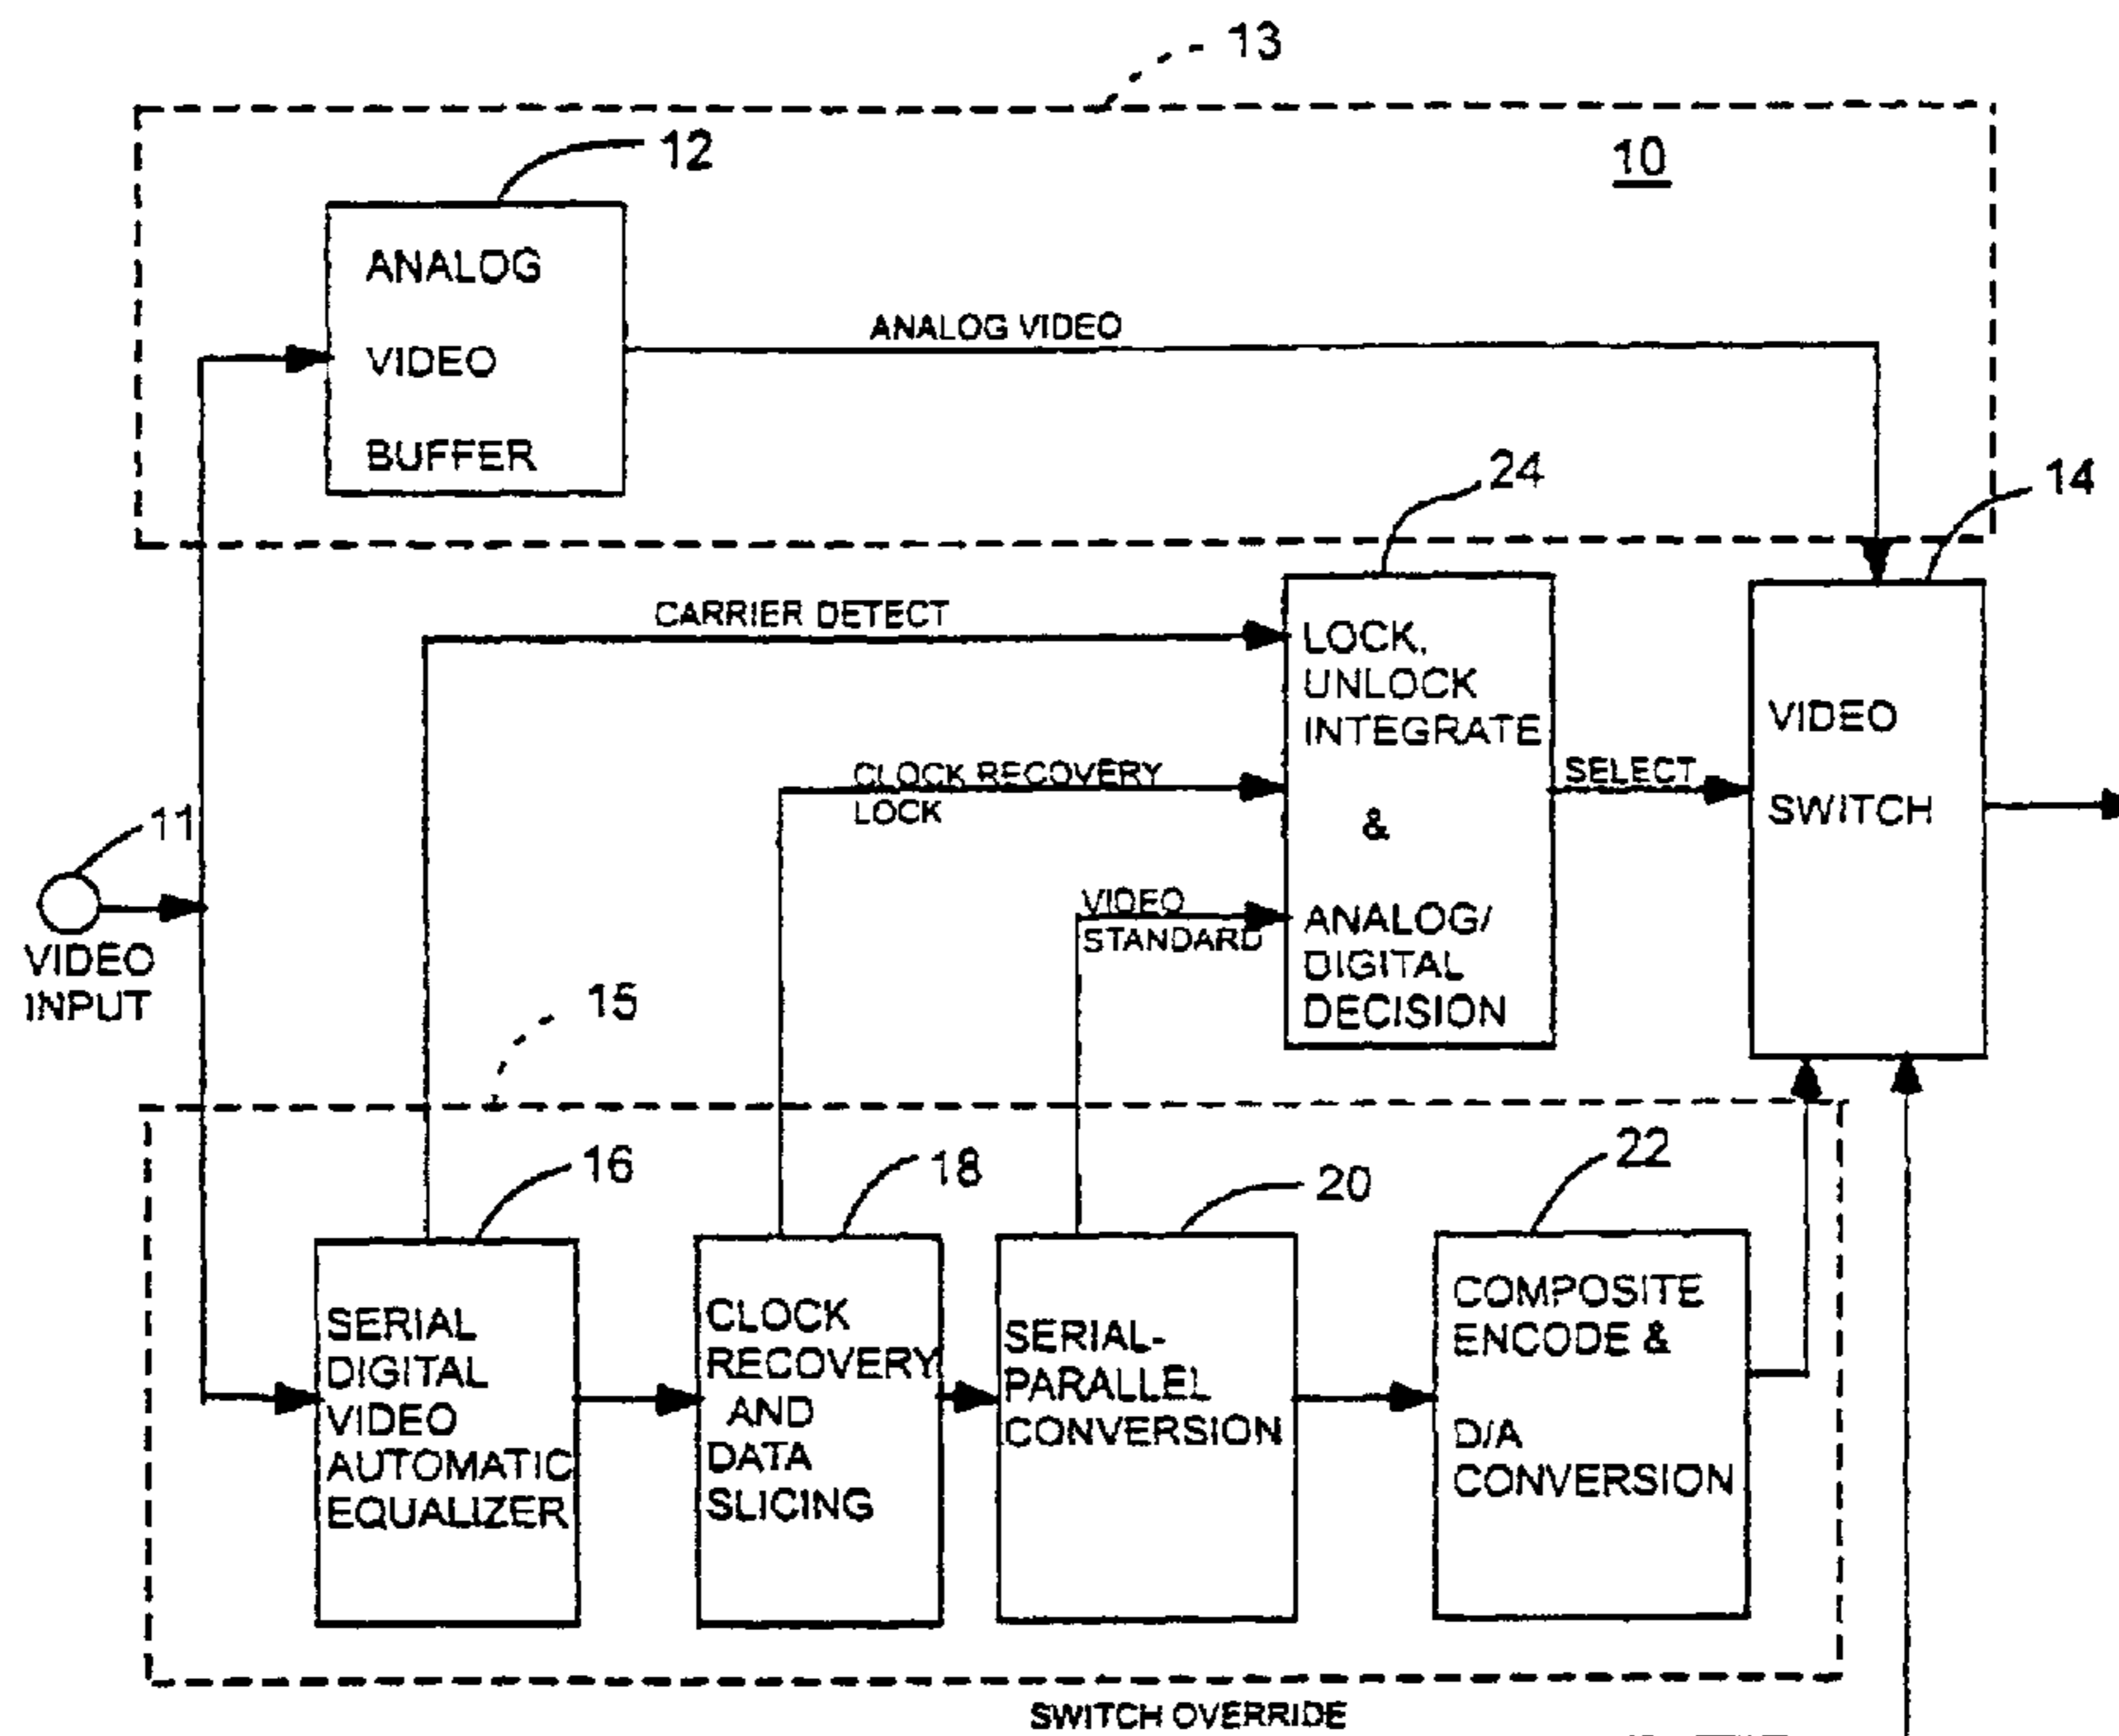 13
10
12
ANALOG
VIDEO
BUFFER
ANALOG VIDEO
24
14
CARRIER DETECT
LOCK,
UNLOCK
INTEGRATE
&
ANALOG/
DIGITAL
DECISION
CLOCK RECOVERY
LOCK
VIDEO
STANDARD
SELECT
VIDEO
SWITCH
11
VIDEO
INPUT
15
16
18
20
22
SERIAL
DIGITAL
VIDEO
AUTOMATIC
EQUALIZER
CLOCK
RECOVERY
AND
DATA
SLICING
SERIAL-
PARALLEL
CONVERSION
COMPOSITE
ENCODE &
D/A
CONVERSION
SWITCH OVERRIDE